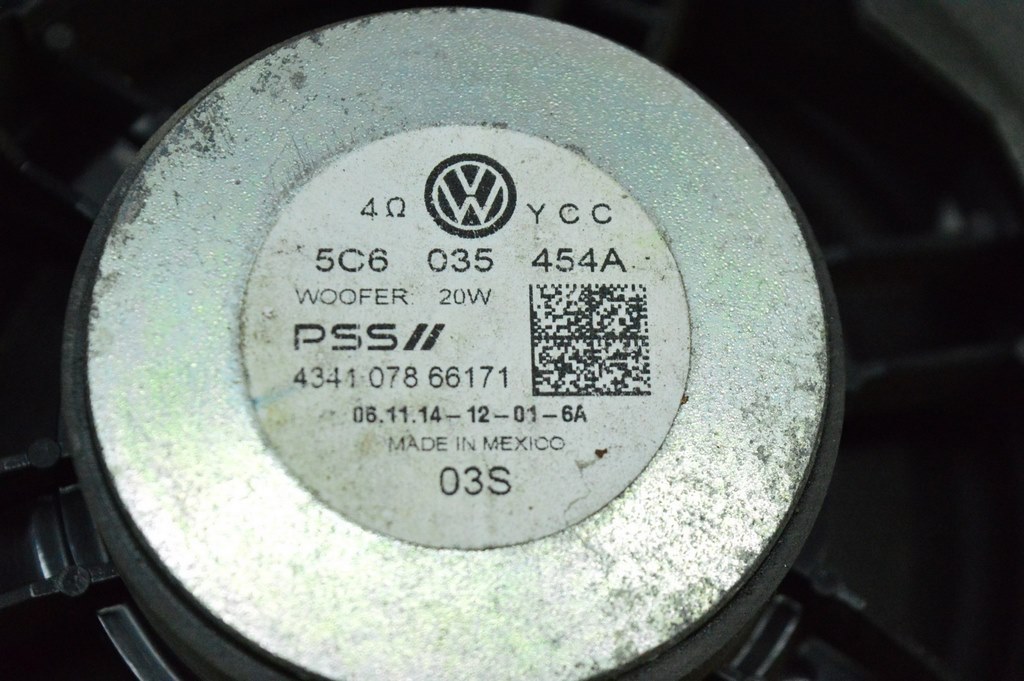 4Ω YCC
5C6 035 454A
WOOFER 20W
PSS//
4341 078 66171
06.11.14-12-01-6A
MADE IN MEXICO
03S